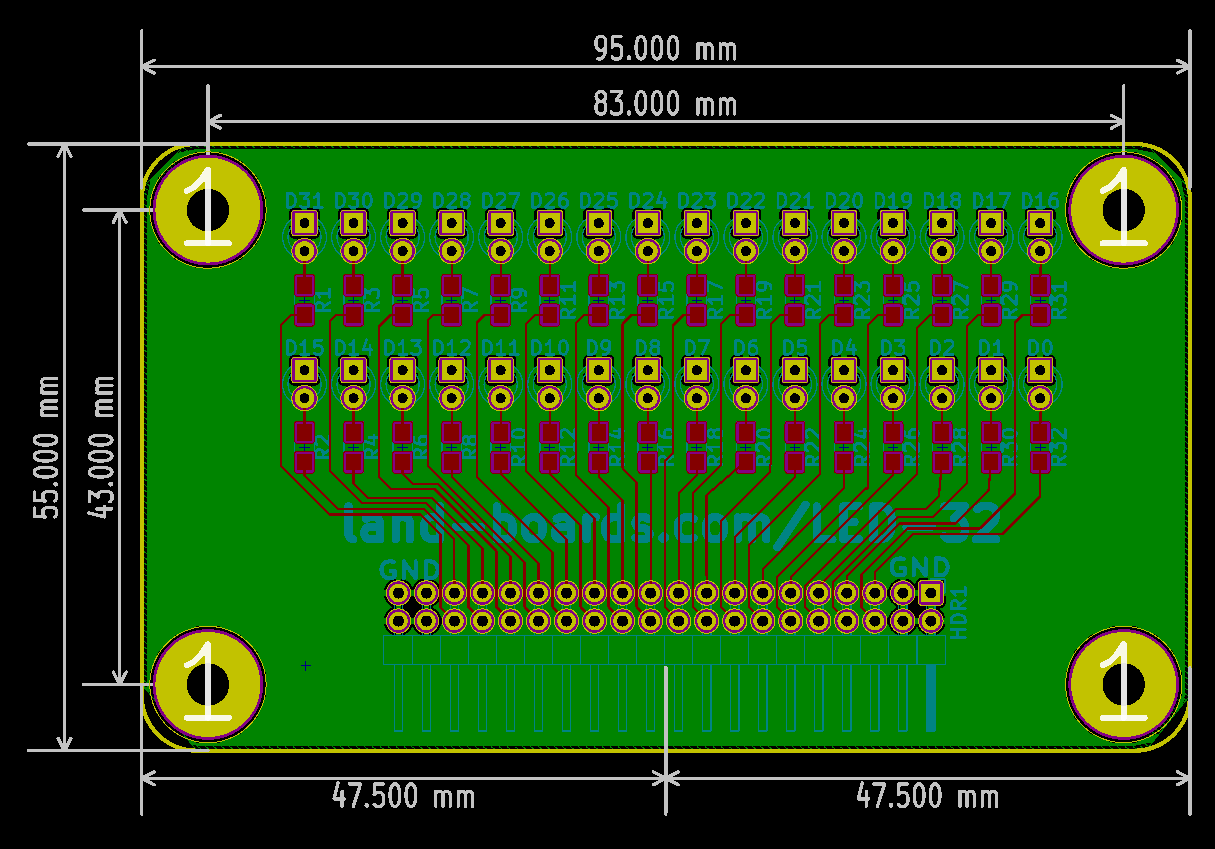 95.000 mm
83.000 mm
1 1
D31 D30 D29 D28 D27 D26 D25 D24 D23 D22 D21 D20 D19 D18 D17 D16
R1 R3 R5 R7 R9 R11 R13 R15 R17 R19 R21 R23 R25 R27 R29 R31
D15 D14 D13 D12 D11 D10 D9 D8 D7 D6 D5 D4 D3 D2 D1 D0
R2 R4 R6 R8 R10 R12 R14 R16 R18 R20 R22 R24 R26 R28 R30 R32
55.000 mm
43.000 mm
land-boards.com/LED-32
GND GND
HDR1
1 1
47.500 mm 47.500 mm